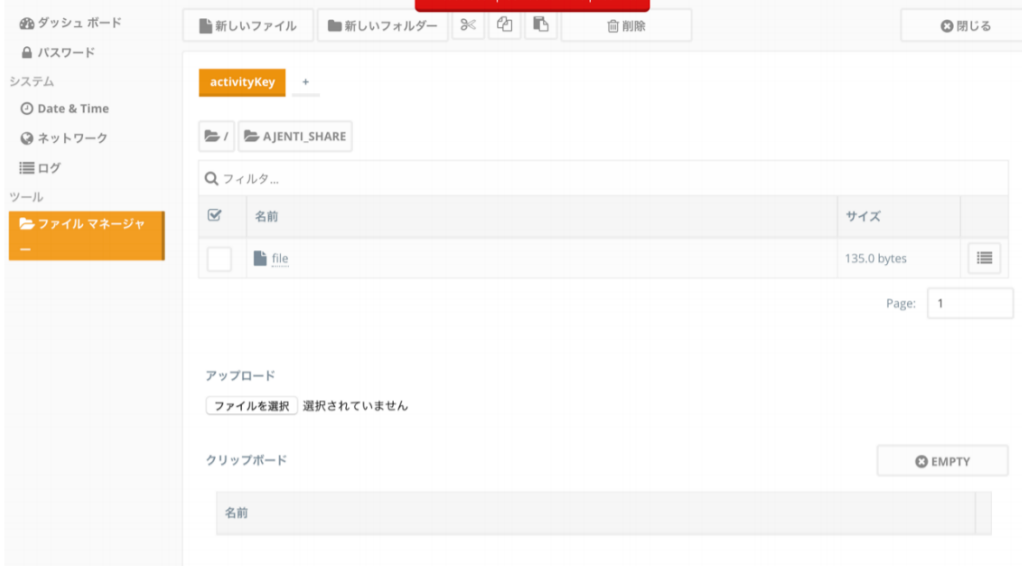 ダッシュ ボード
パスワード
システム
Date & Time
ネットワーク
ログ
ツール
ファイル マネージャ
ー
新しいファイル
新しいフォルダー
削除
閉じる
activityKey
+
/
AJENTI_SHARE
フィルタ...
名前
サイズ
file
135.0 bytes
Page:
1
アップロード
ファイルを選択 選択されていません
クリップボード
EMPTY
名前